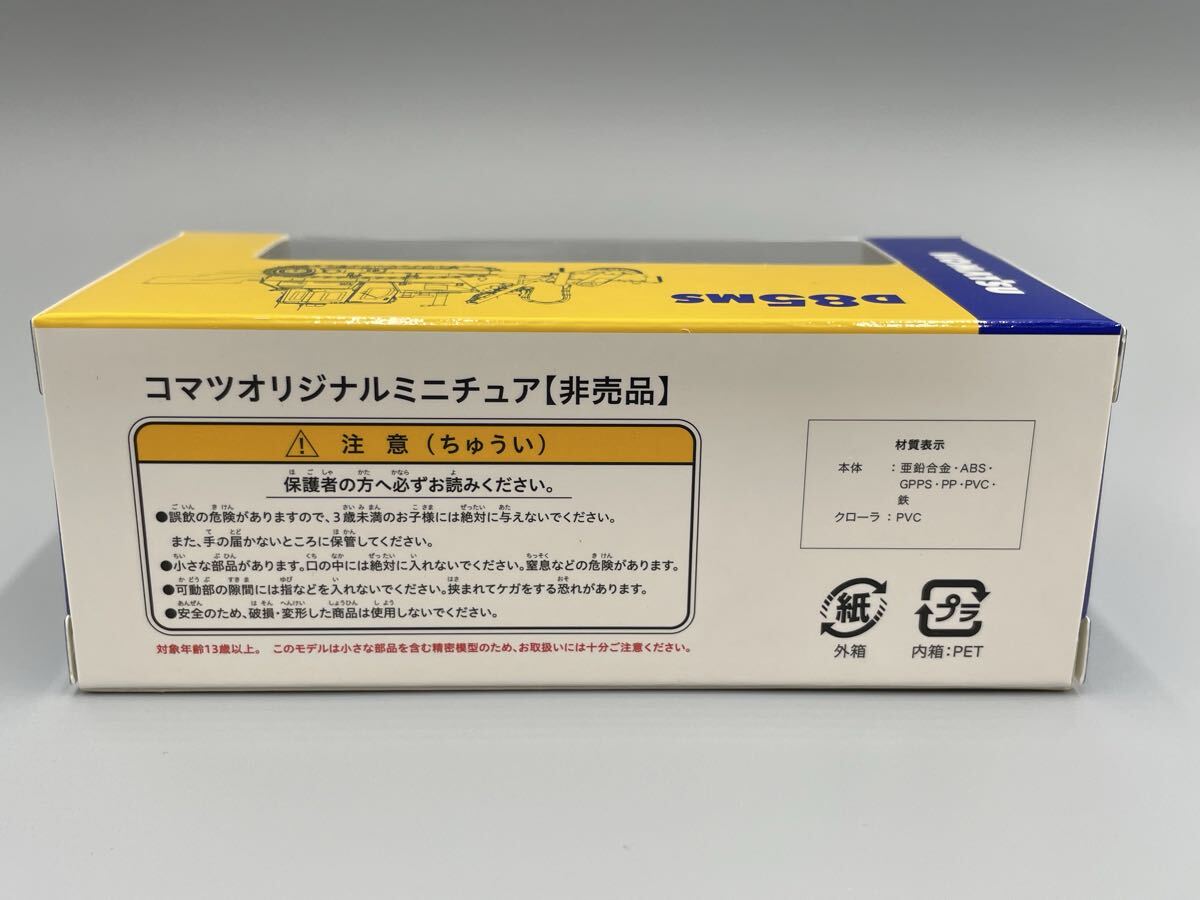 KOMATSU
D85MS
コマツオリジナルミニチュア【非売品】
注 意（ちゅうい）
保護者の方へ必ずお読みください。
●誤飲の危険がありますので、3歳未満のお子様には絶対に与えないでください。
また、手の届かないところに保管してください。
●小さな部品があります。口の中には絶対に入れないでください。窒息などの危険があります。
●可動部の隙間には指などを入れないでください。挟まれてケガをする恐れがあります。
●安全のため、破損・変形した商品は使用しないでください。
対象年齢13歳以上。 このモデルは小さな部品を含む精密模型のため、お取扱いには十分ご注意ください。
材質表示
本体 ：亜鉛合金・ABS・
GPPS・PP・PVC・
鉄
クローラ：PVC
紙
外箱
プラ
内箱：PET